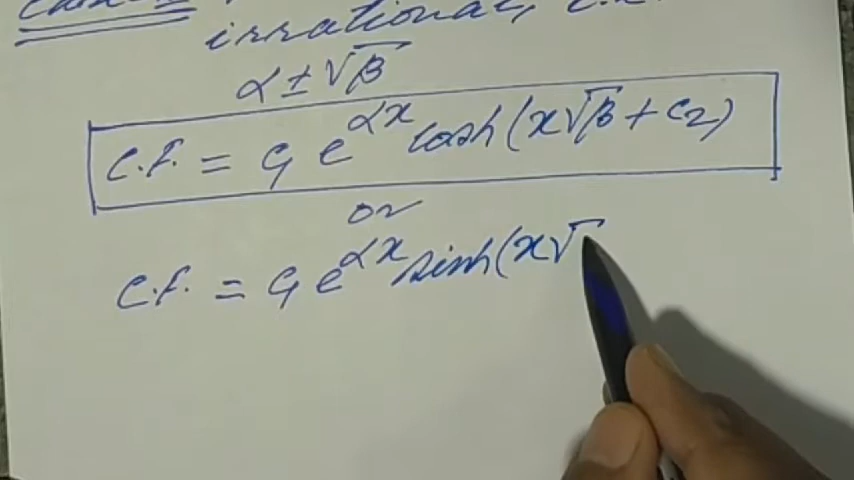 irrational,
α ± √β
C.F. = C₁ e^αx cosh(x√β + C₂)
or
C.F. = C₁ e^αx sinh(x√